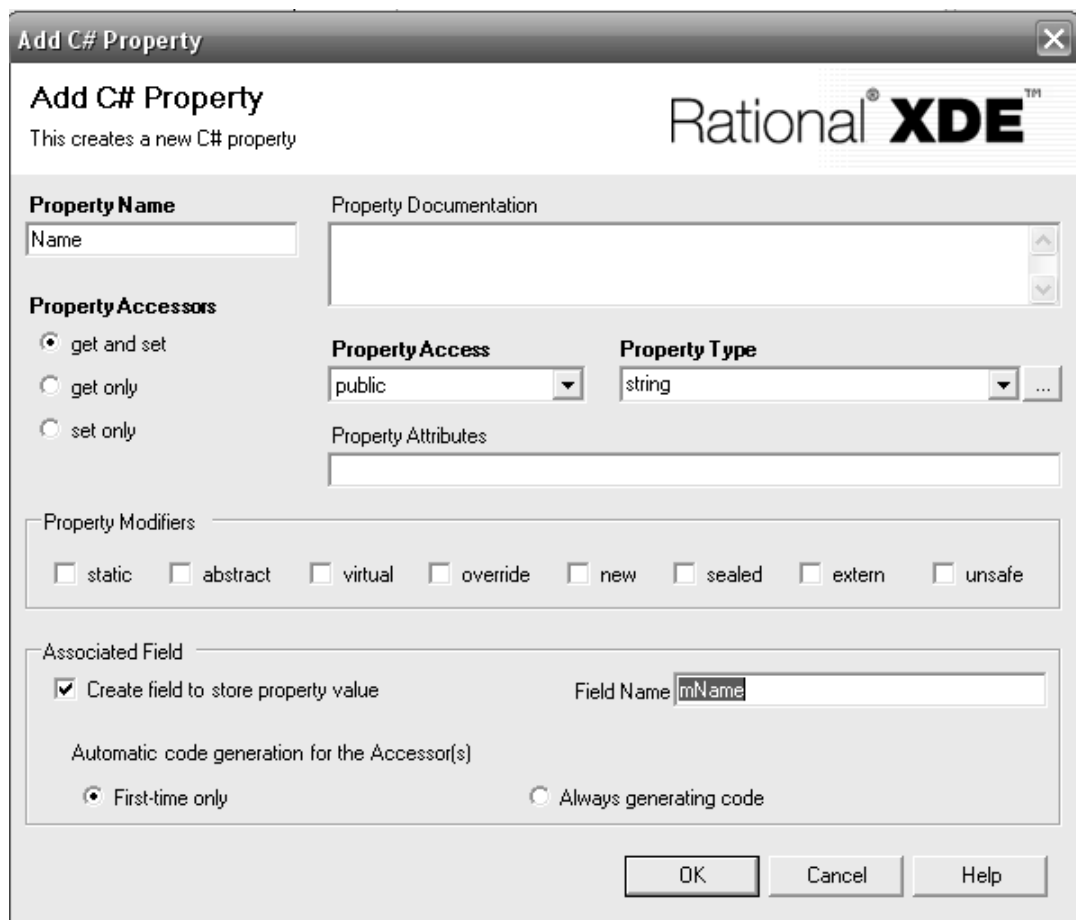 Add C# Property
Add C# Property
This creates a new C# property
Rational® XDE™
Property Name
Name
Property Documentation
Property Accessors
get and set
get only
set only
Property Access
public
Property Type
string
...
Property Attributes
Property Modifiers
static abstract virtual override new sealed extern unsafe
Associated Field
Create field to store property value
Field Name mName
Automatic code generation for the Accessor(s)
First-time only Always generating code
OK Cancel Help